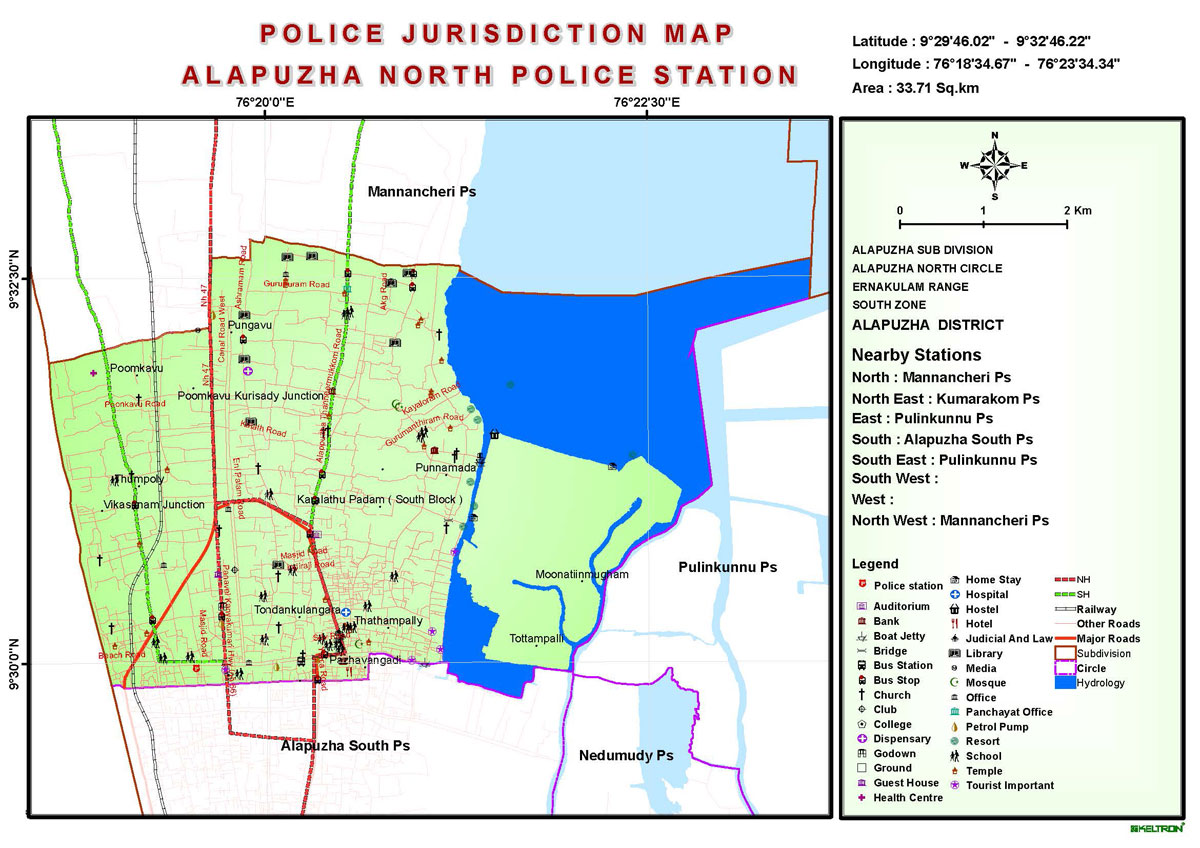 POLICE JURISDICTION MAP
ALAPUZHA NORTH POLICE STATION
Latitude : 9°29'46.02" - 9°32'46.22"
Longitude : 76°18'34.67" - 76°23'34.34"
Area : 33.71 Sq.km
76°20'0"E
76°22'30"E
9°32'30"N
9°30'0"N
Mannancheri Ps
Ashramam Road
Gurupuram Road
Akg Road
Nh 47
Canal Road West
Pungavu
Nh 47
Poomkavu
Poonkavu Road
Poomkavu Kurisady Junction
Kayaloram Road
Gurumanthiram Road
Punnamada
Thumpoly
Vikasanam Junction
Karalathu Padam ( South Block )
Masjid Road
Moonatiinmugham
Pulinkunnu Ps
Tondankulangara
Thathampally
Masjid Road
Tottampalli
Beach Road
Pazhavangadi
Alapuzha South Ps
Nedumudy Ps
N
W
E
S
0
1
2 Km
ALAPUZHA SUB DIVISION
ALAPUZHA NORTH CIRCLE
ERNAKULAM RANGE
SOUTH ZONE
ALAPUZHA DISTRICT
Nearby Stations
North : Mannancheri Ps
North East : Kumarakom Ps
East : Pulinkunnu Ps
South : Alapuzha South Ps
South East : Pulinkunnu Ps
South West :
West :
North West : Mannancheri Ps
Legend
Police station
Auditorium
Bank
Boat Jetty
Bridge
Bus Station
Bus Stop
Church
Club
College
Dispensary
Godown
Ground
Guest House
Health Centre
Home Stay
Hospital
Hostel
Hotel
Judicial And Law
Library
Media
Mosque
Office
Panchayat Office
Petrol Pump
Resort
School
Temple
Tourist Important
NH
SH
Railway
Other Roads
Major Roads
Subdivision
Circle
Hydrology
KELTRON